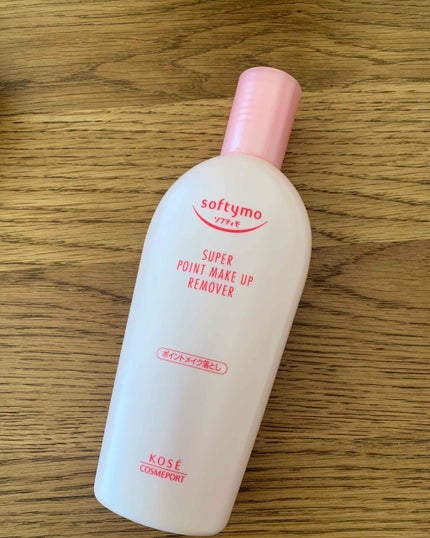 softymo
ソフティモ
SUPER
POINT MAKE UP
REMOVER
ポイントメイク落とし
KOSÉ
COSMEPORT